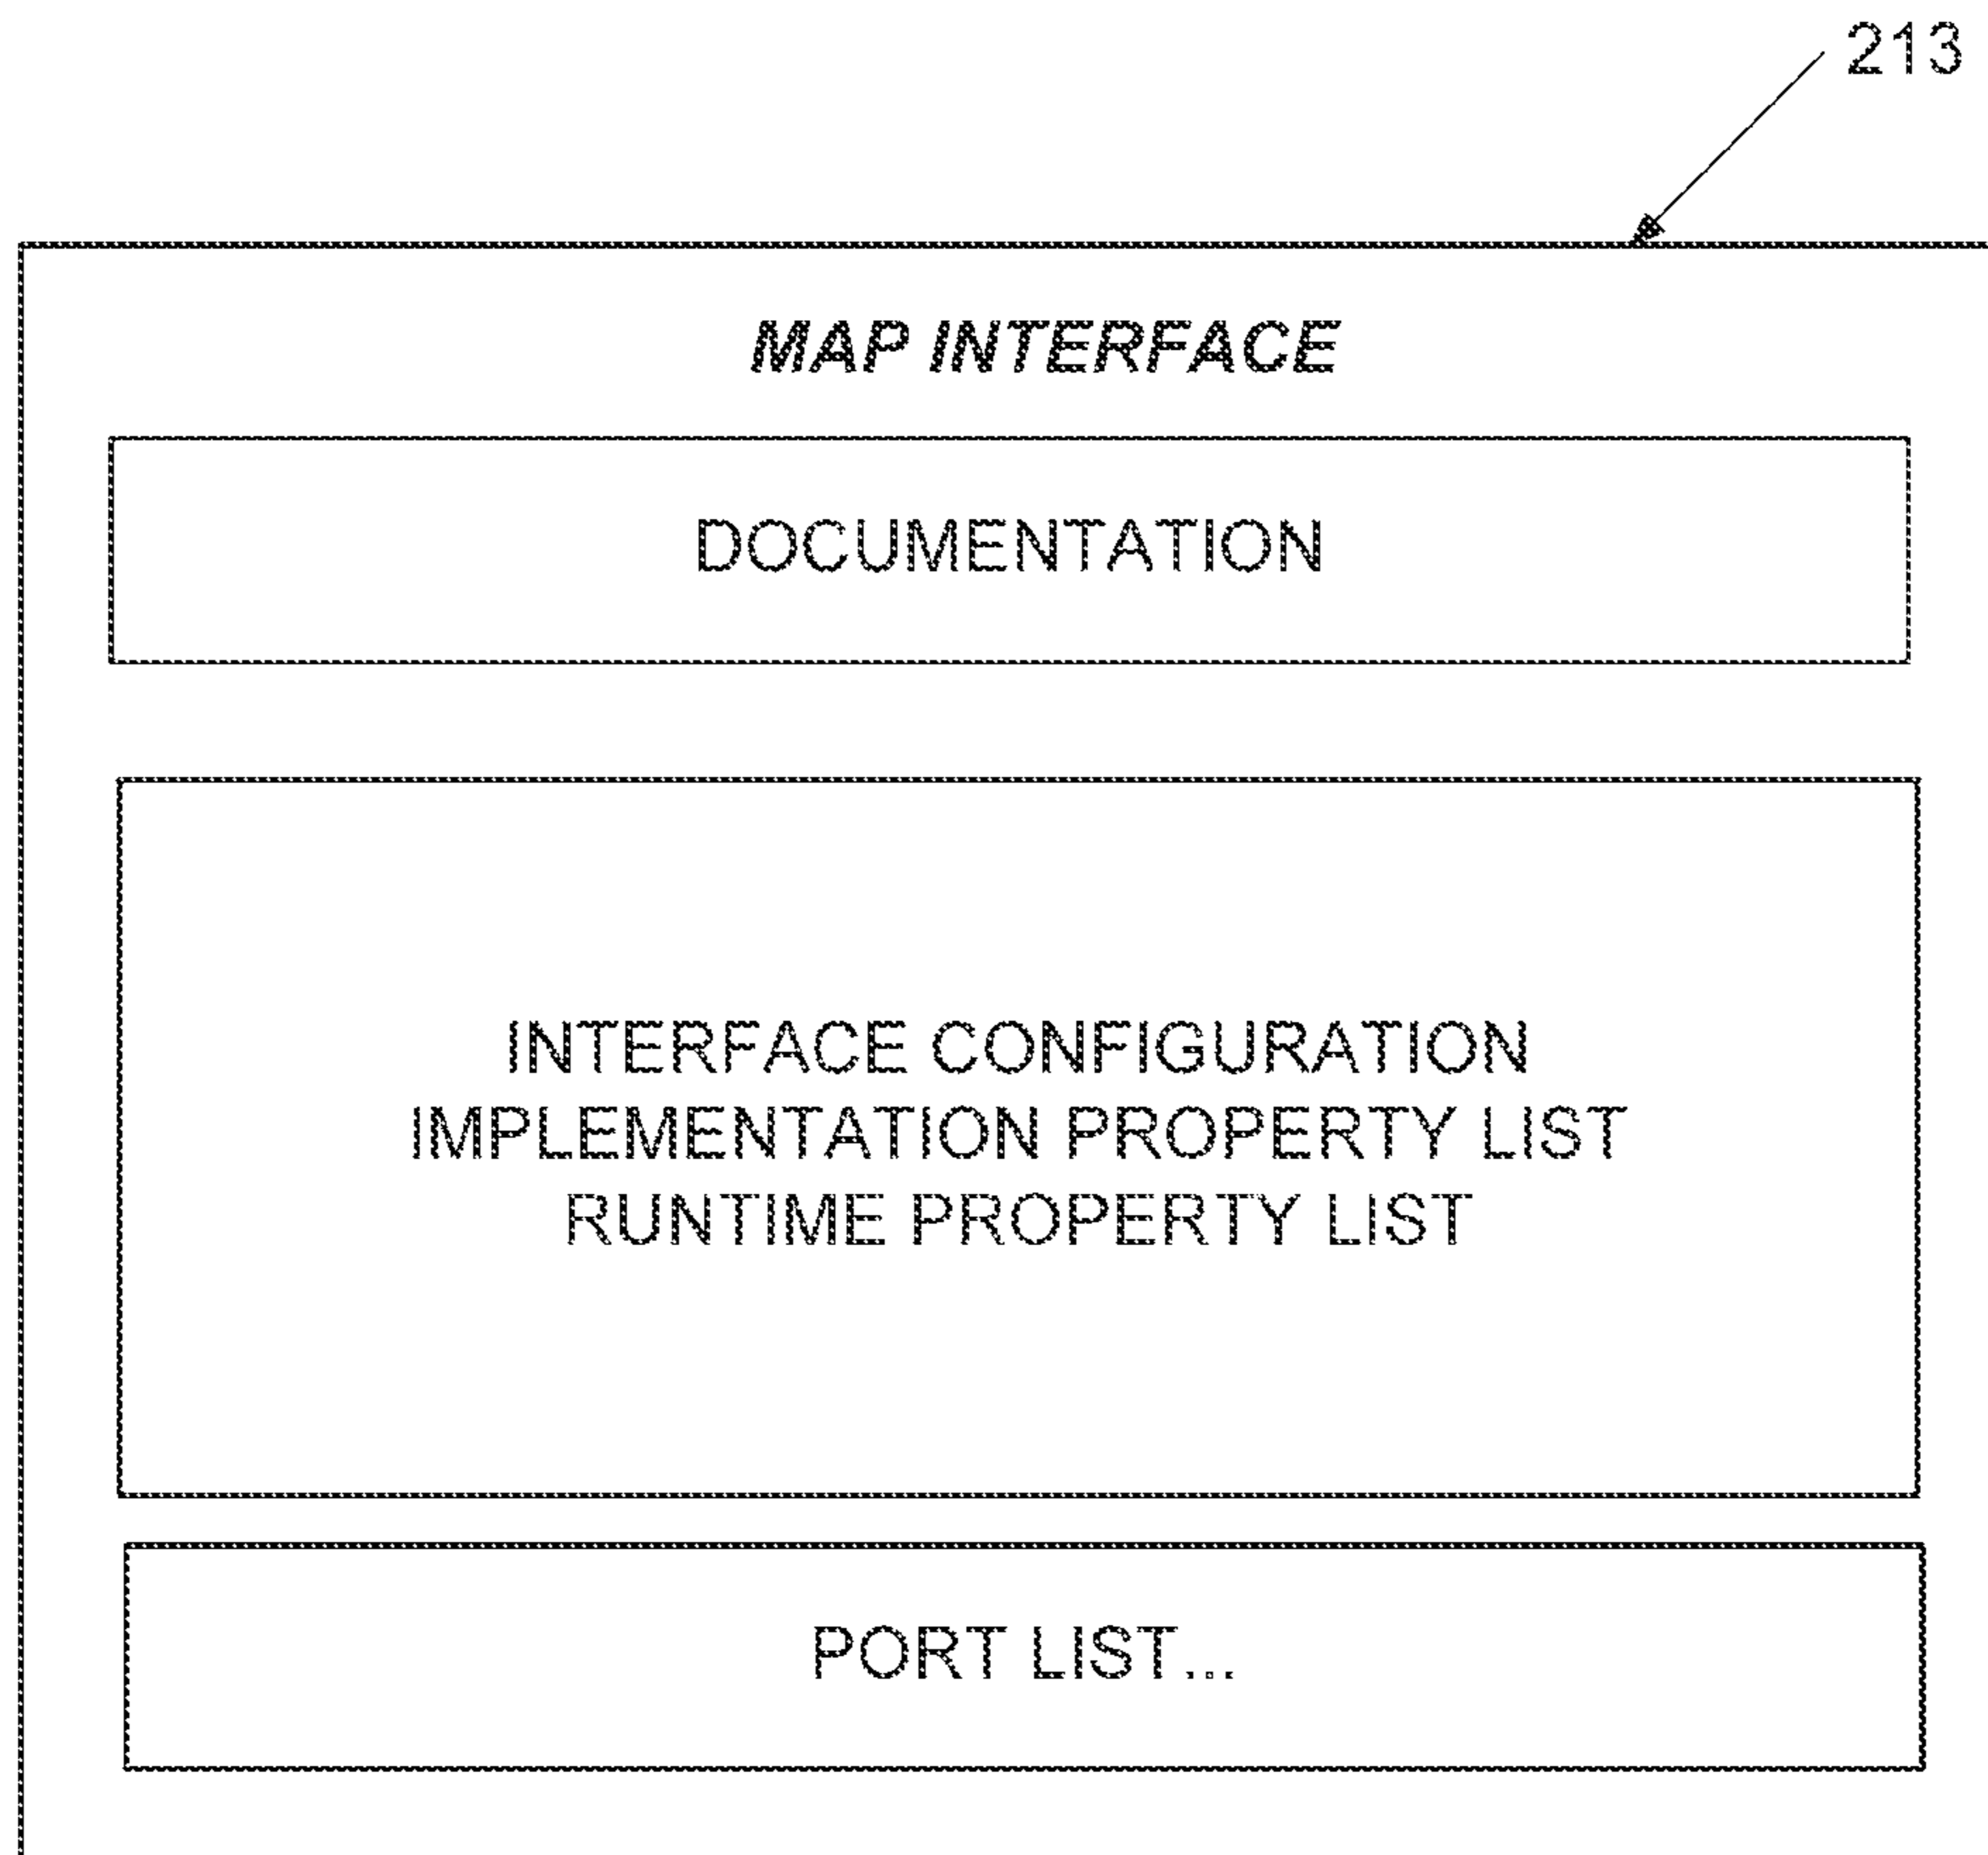 213
MAP INTERFACE
DOCUMENTATION
INTERFACE CONFIGURATION
IMPLEMENTATION PROPERTY LIST
RUNTIME PROPERTY LIST
PORT LIST...